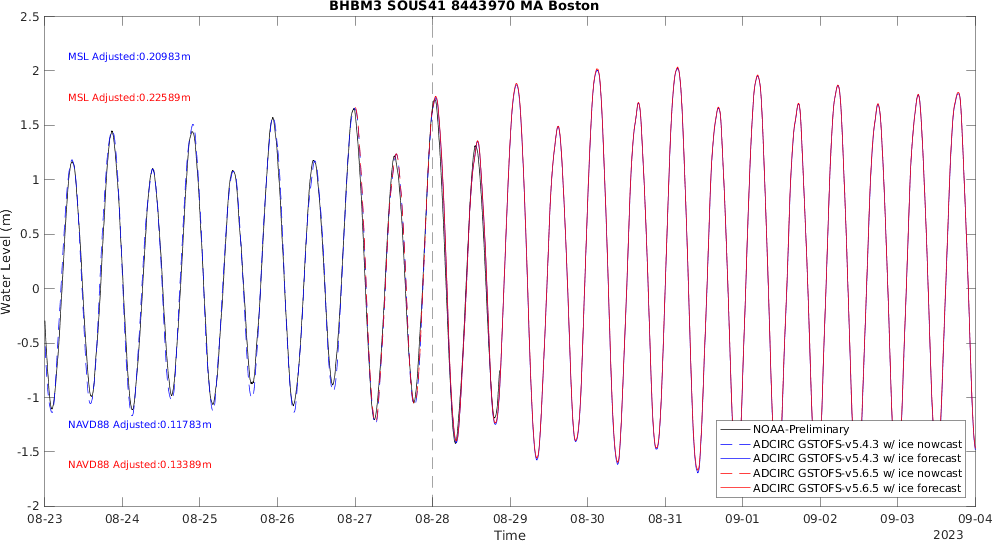 BHBM3 SOUS41 8443970 MA Boston
2.5
2
1.5
1
0.5
0
-0.5
-1
-1.5
-2
Water Level (m)
MSL Adjusted:0.20983m
MSL Adjusted:0.22589m
NAVD88 Adjusted:0.11783m
NAVD88 Adjusted:0.13389m
NOAA-Preliminary
ADCIRC GSTOFS-v5.4.3 w/ ice nowcast
ADCIRC GSTOFS-v5.4.3 w/ ice forecast
ADCIRC GSTOFS-v5.6.5 w/ ice nowcast
ADCIRC GSTOFS-v5.6.5 w/ ice forecast
08-23 08-24 08-25 08-26 08-27 08-28 08-29 08-30 08-31 09-01 09-02 09-03 09-04
Time
2023